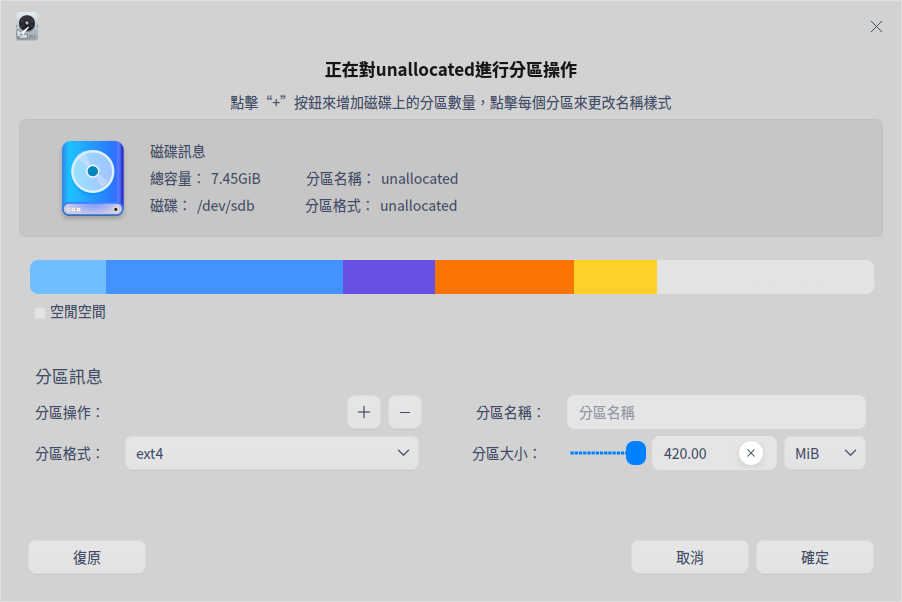 正在對unallocated進行分區操作
點擊“+”按鈕來增加磁碟上的分區數量，點擊每個分區來更改名稱樣式
磁碟訊息
總容量： 7.45GiB 分區名稱： unallocated
磁碟： /dev/sdb 分區格式： unallocated
空閒空間
分區訊息
分區操作： + − 分區名稱： 分區名稱
分區格式： ext4 分區大小： 420.00 MiB
復原 取消 確定